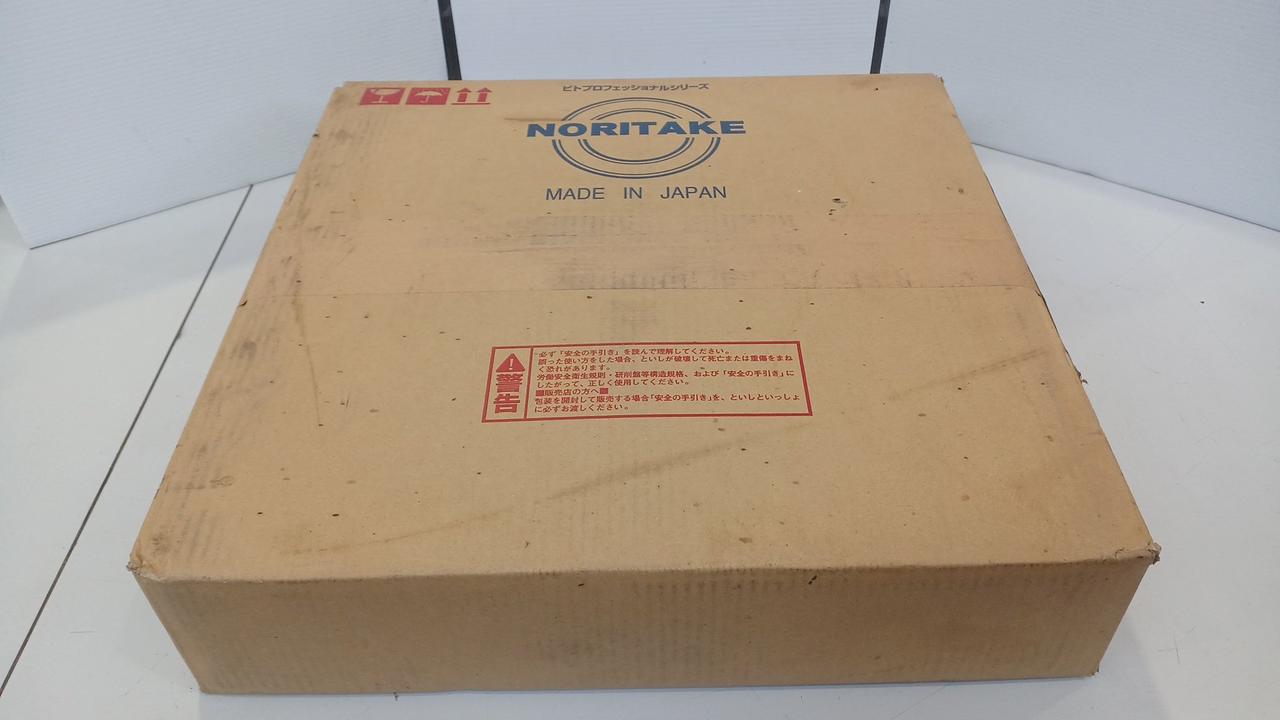 ビトプロフェッショナルシリーズ
NORITAKE
MADE IN JAPAN
警告
必ず「安全の手引き」を読んで理解してください。
誤った使い方をした場合、といしが破壊して死亡または重傷をまね
く恐れがあります。
労働安全衛生規則・研削盤等構造規格、および「安全の手引き」に
したがって、正しく使用してください。
■販売店の方へ■
包装を開封して販売する場合「安全の手引き」を、といしといっしょ
に必ずお渡しください。